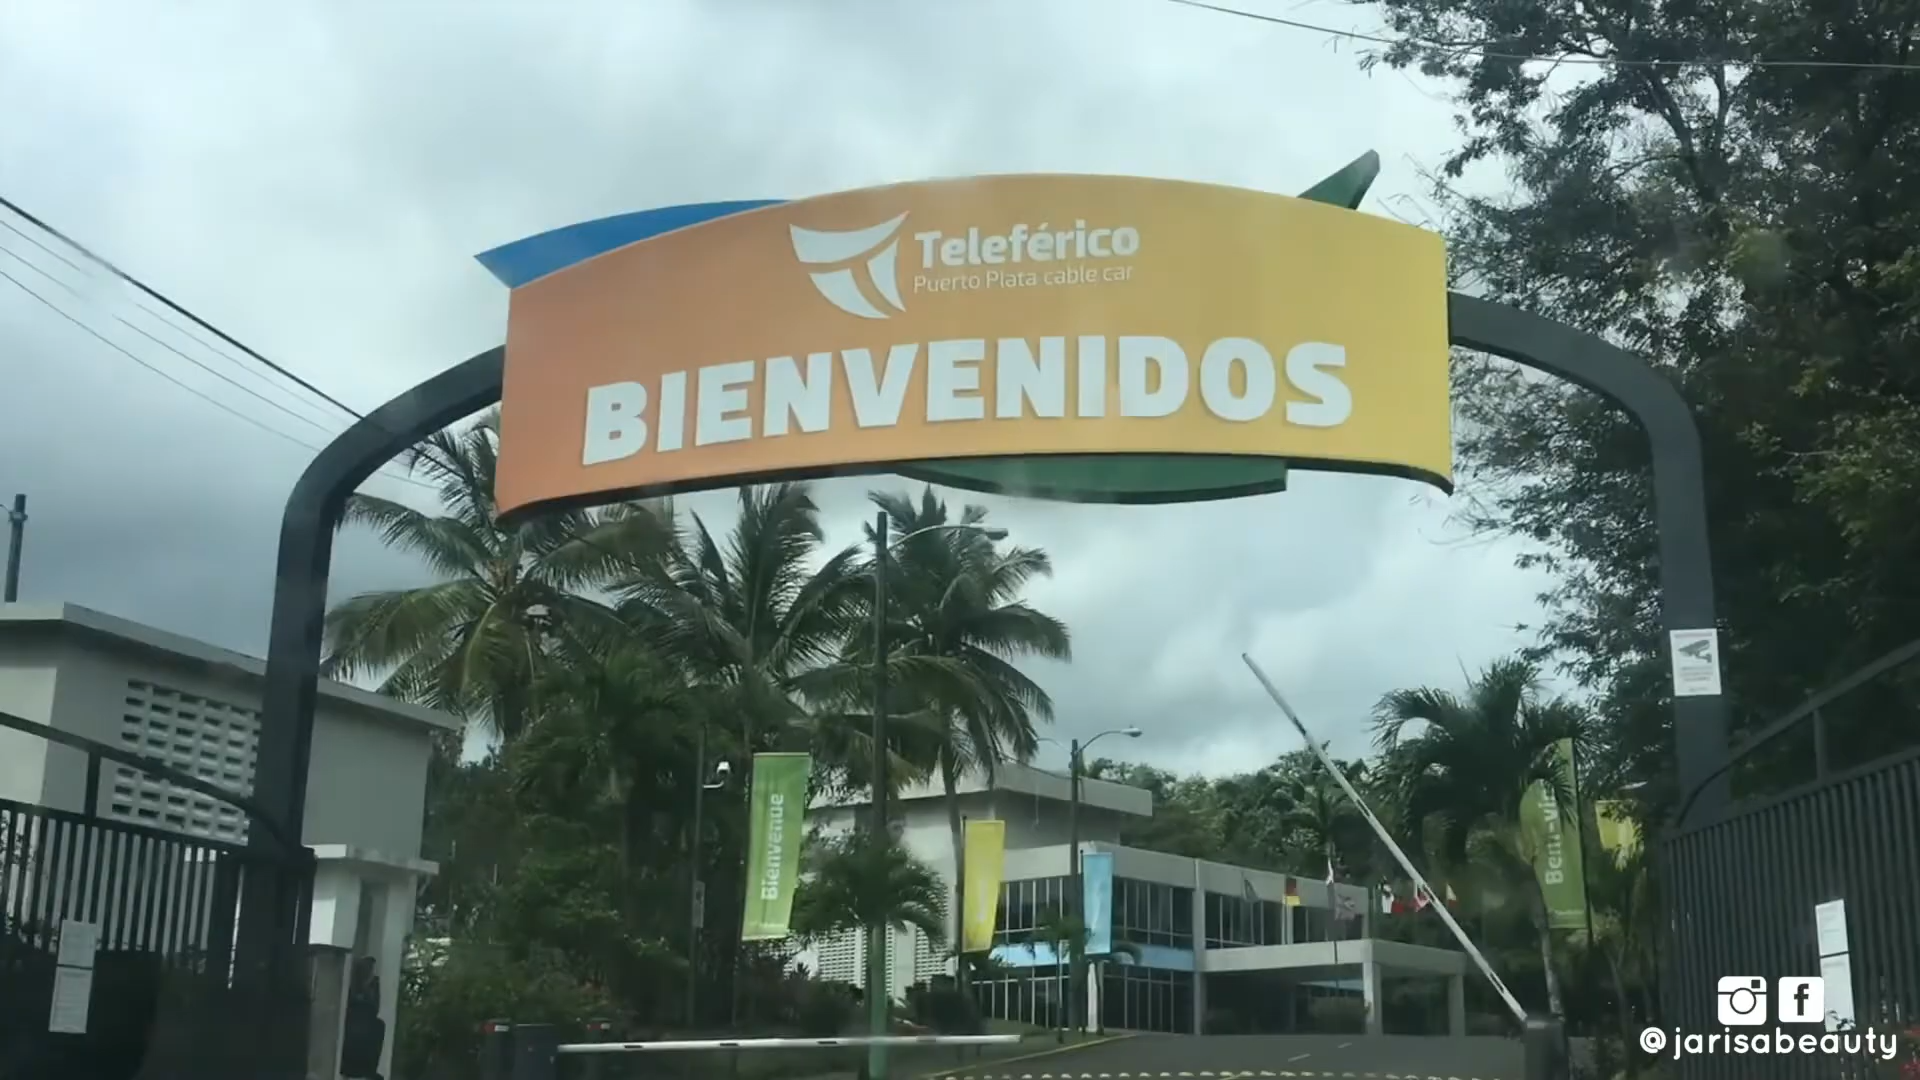 Teleférico
Puerto Plata cable car
BIENVENIDOS
Bienvenue
@jarisabeauty